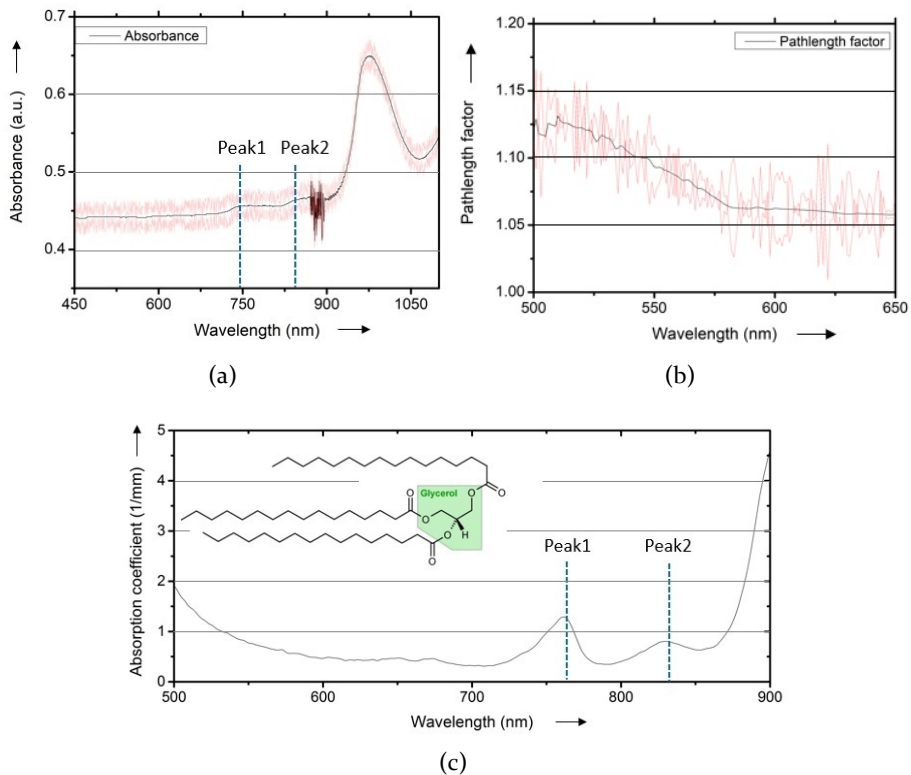 0.7
0.6
0.5
0.4
Absorbance (a.u.)
Absorbance
Peak1 Peak2
450 600 750 900 1050
Wavelength (nm)
(a)
1.20
1.15
1.10
1.05
1.00
Pathlength factor
Pathlength factor
500 550 600 650
Wavelength (nm)
(b)
5
4
3
2
1
0
Absorption coefficient (1/mm)
Glycerol
O
O
O
O
O
O
H
Peak1 Peak2
500 600 700 800 900
Wavelength (nm)
(c)